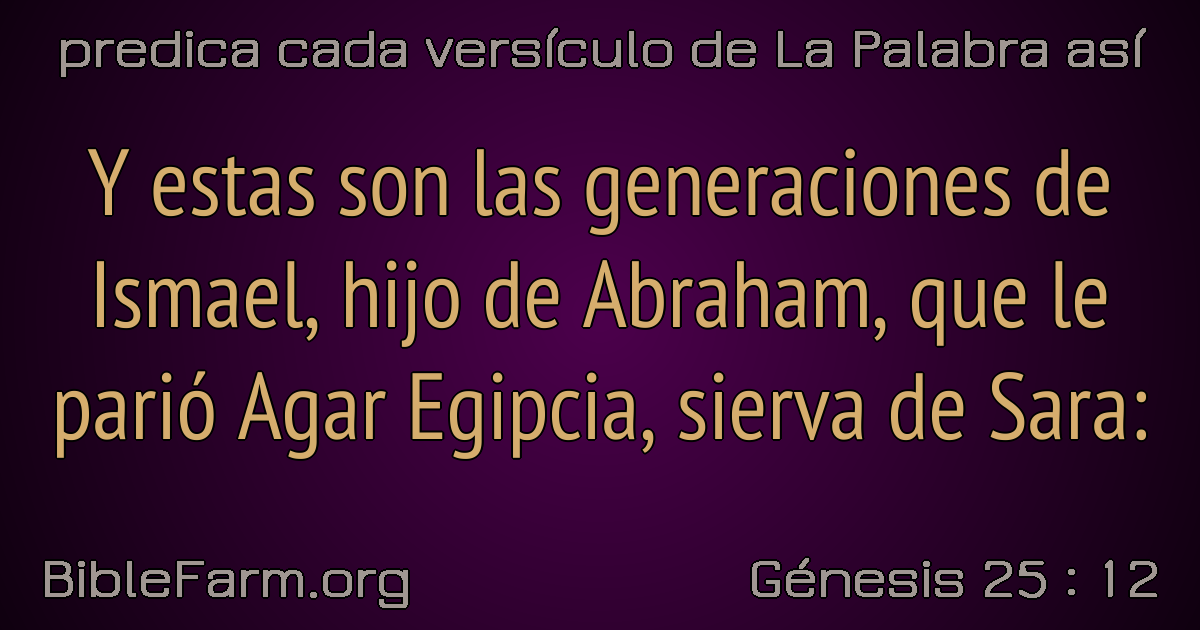 predica cada versículo de La Palabra así
Y estas son las generaciones de
Ismael, hijo de Abraham, que le
parió Agar Egipcia, sierva de Sara:
BibleFarm.org
Génesis 25 : 12